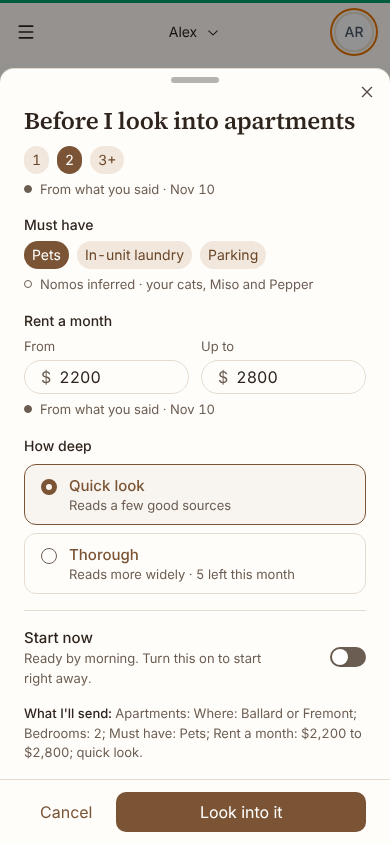 Alex
AR
Before I look into apartments
1
2
3+
From what you said · Nov 10
Must have
Pets
In-unit laundry
Parking
Nomos inferred · your cats, Miso and Pepper
Rent a month
From
Up to
$ 2200
$ 2800
From what you said · Nov 10
How deep
Quick look
Reads a few good sources
Thorough
Reads more widely · 5 left this month
Start now
Ready by morning. Turn this on to start
right away.
What I'll send: Apartments: Where: Ballard or Fremont;
Bedrooms: 2; Must have: Pets; Rent a month: $2,200 to
$2,800; quick look.
Cancel
Look into it